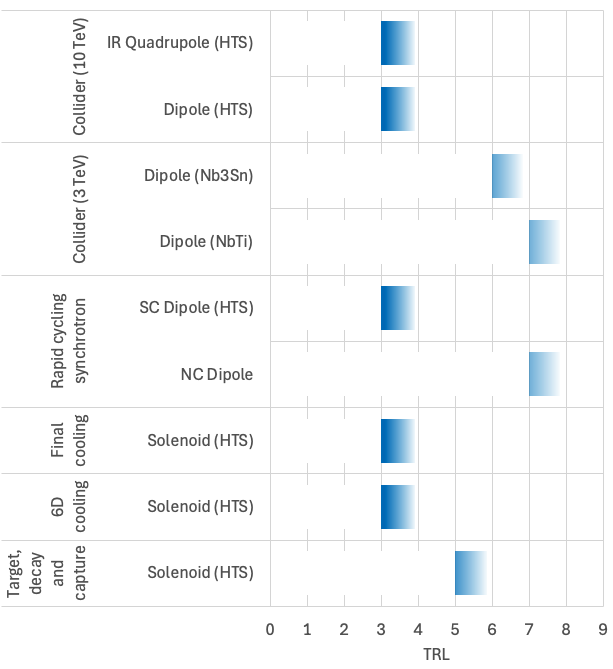 Collider (10 TeV)
IR Quadrupole (HTS)
Dipole (HTS)
Collider (3 TeV)
Dipole (Nb3Sn)
Dipole (NbTi)
Rapid cycling
synchrotron
SC Dipole (HTS)
NC Dipole
Final
cooling
Solenoid (HTS)
6D
cooling
Solenoid (HTS)
Target,
decay
and
capture
Solenoid (HTS)
0 1 2 3 4 5 6 7 8 9
TRL